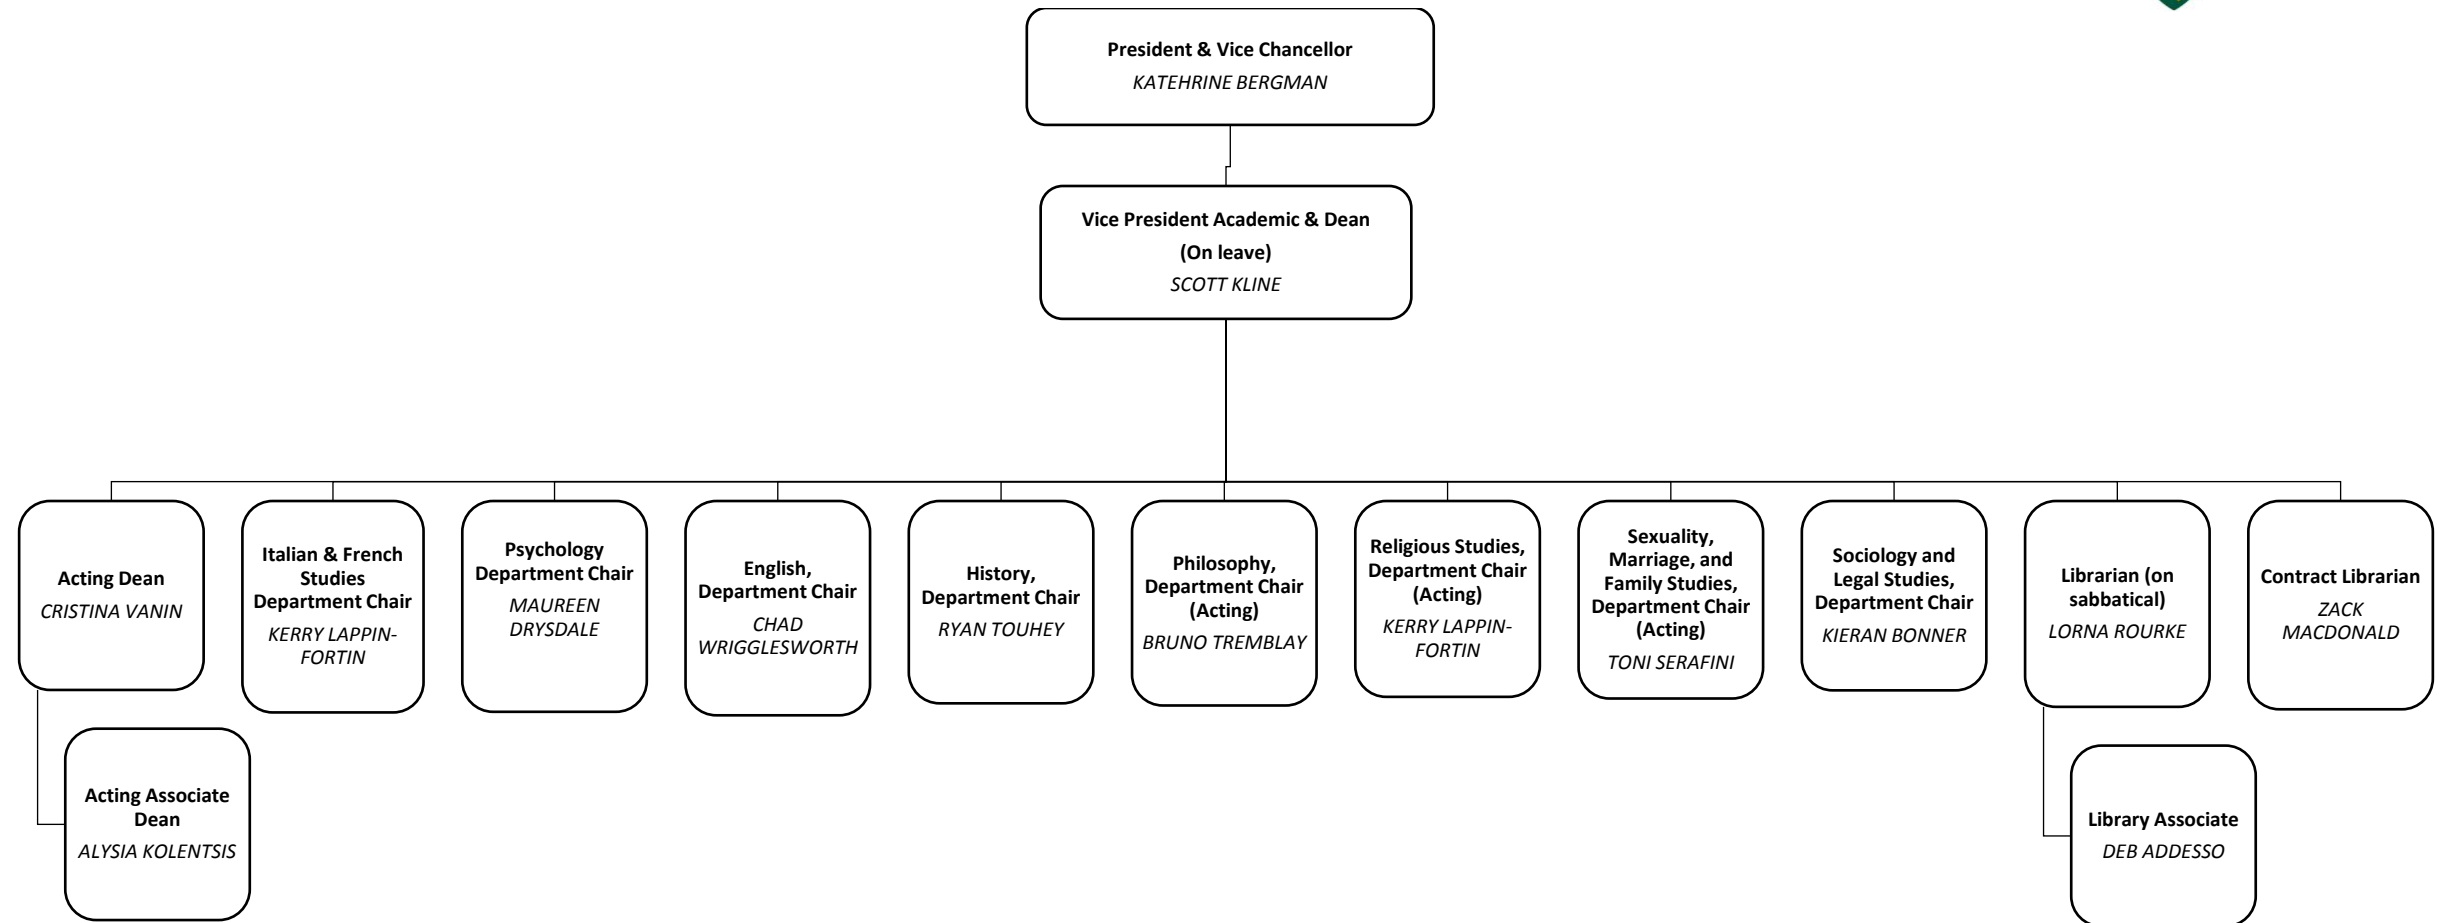 President & Vice Chancellor
KATEHRINE BERGMAN
Vice President Academic & Dean
(On leave)
SCOTT KLINE
Acting Dean
CRISTINA VANIN
Italian & French
Studies
Department Chair
KERRY LAPPIN-
FORTIN
Psychology
Department Chair
MAUREEN
DRYSDALE
English,
Department Chair
CHAD
WRIGGLESWORTH
History,
Department Chair
RYAN TOUHEY
Philosophy,
Department Chair
(Acting)
BRUNO TREMBLAY
Religious Studies,
Department Chair
(Acting)
KERRY LAPPIN-
FORTIN
Sexuality,
Marriage, and
Family Studies,
Department Chair
(Acting)
TONI SERAFINI
Sociology and
Legal Studies,
Department Chair
KIERAN BONNER
Librarian (on
sabbatical)
LORNA ROURKE
Contract Librarian
ZACK
MACDONALD
Acting Associate
Dean
ALYSIA KOLENTSIS
Library Associate
DEB ADDESSO